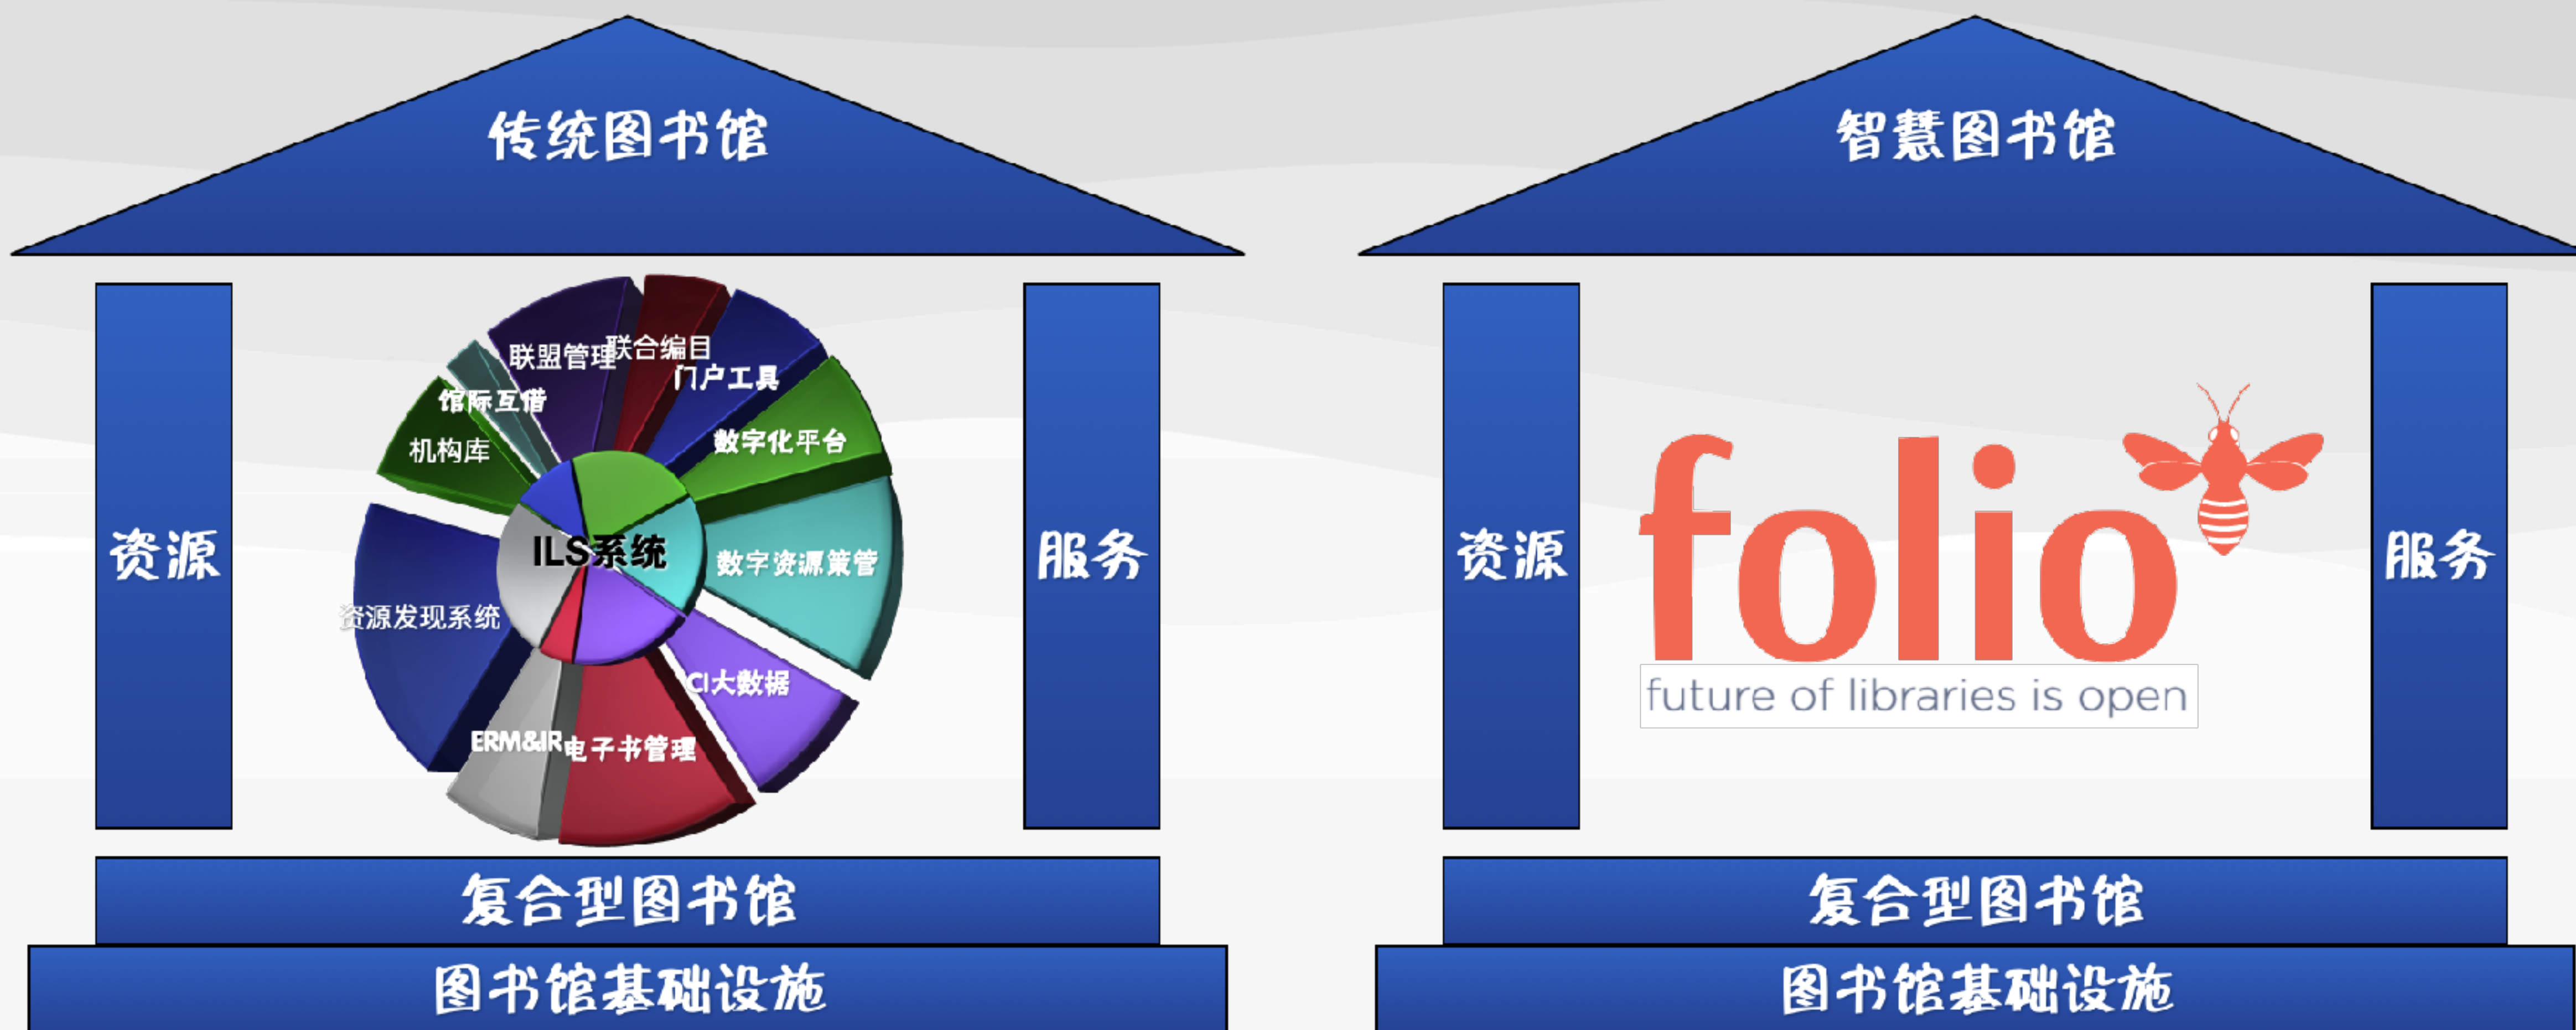 传统图书馆
资源
联盟管理
联合编目
门户工具
馆际互借
数字化平台
机构库
ILS系统
数字资源策管
资源发现系统
CI大数据
ERM&IR
电子书管理
服务
复合型图书馆
图书馆基础设施
智慧图书馆
资源
folio
future of libraries is open
服务
复合型图书馆
图书馆基础设施